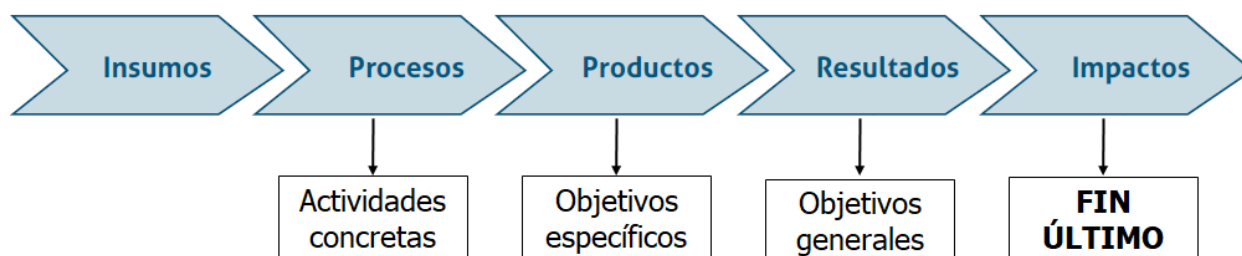 Insumos
Procesos
Productos
Resultados
Impactos
Actividades
concretas
Objetivos
específicos
Objetivos
generales
FIN
ÚLTIMO